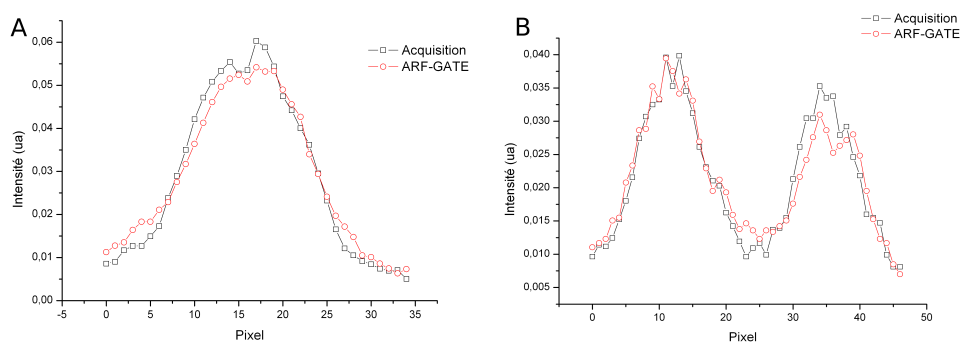 A
Acquisition
ARF-GATE
Intensité (ua)
0,06
0,05
0,04
0,03
0,02
0,01
0,00
-5 0 5 10 15 20 25 30 35
Pixel
B
Acquisition
ARF-GATE
Intensité (ua)
0,040
0,035
0,030
0,025
0,020
0,015
0,010
0,005
0 10 20 30 40 50
Pixel